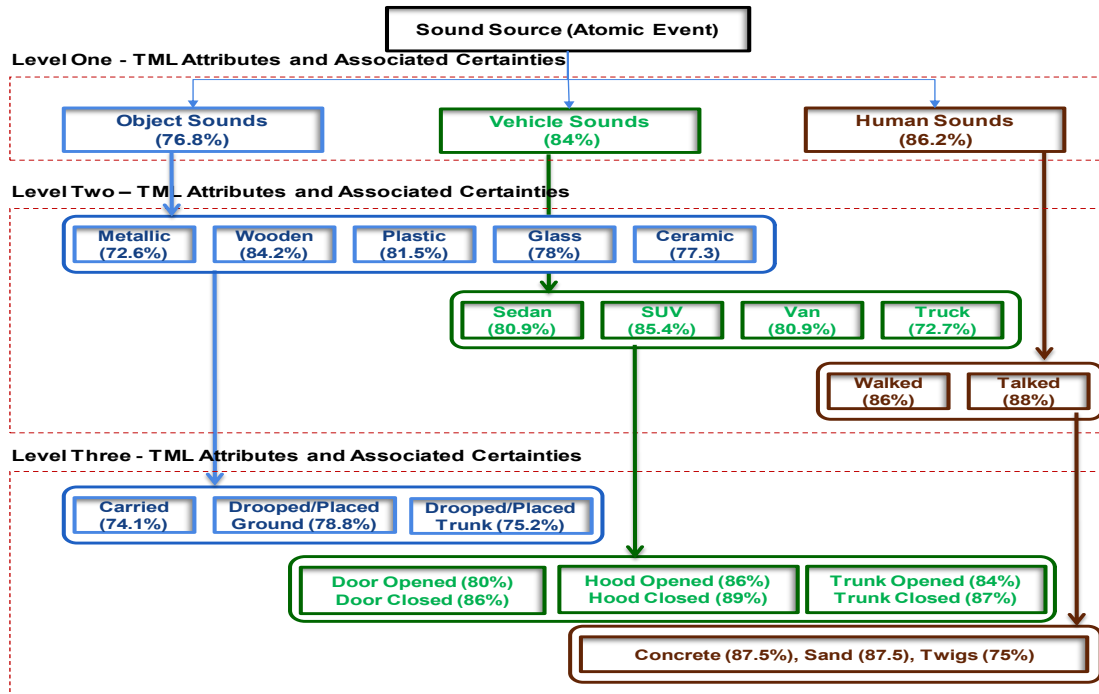 Sound Source (Atomic Event)
Level One - TML Attributes and Associated Certainties
Object Sounds
(76.8%)
Vehicle Sounds
(84%)
Human Sounds
(86.2%)
Level Two – TML Attributes and Associated Certainties
Metallic
(72.6%)
Wooden
(84.2%)
Plastic
(81.5%)
Glass
(78%)
Ceramic
(77.3)
Sedan
(80.9%)
SUV
(85.4%)
Van
(80.9%)
Truck
(72.7%)
Walked
(86%)
Talked
(88%)
Level Three - TML Attributes and Associated Certainties
Carried
(74.1%)
Drooped/Placed
Ground (78.8%)
Drooped/Placed
Trunk (75.2%)
Door Opened (80%)
Door Closed (86%)
Hood Opened (86%)
Hood Closed (89%)
Trunk Opened (84%)
Trunk Closed (87%)
Concrete (87.5%), Sand (87.5), Twigs (75%)